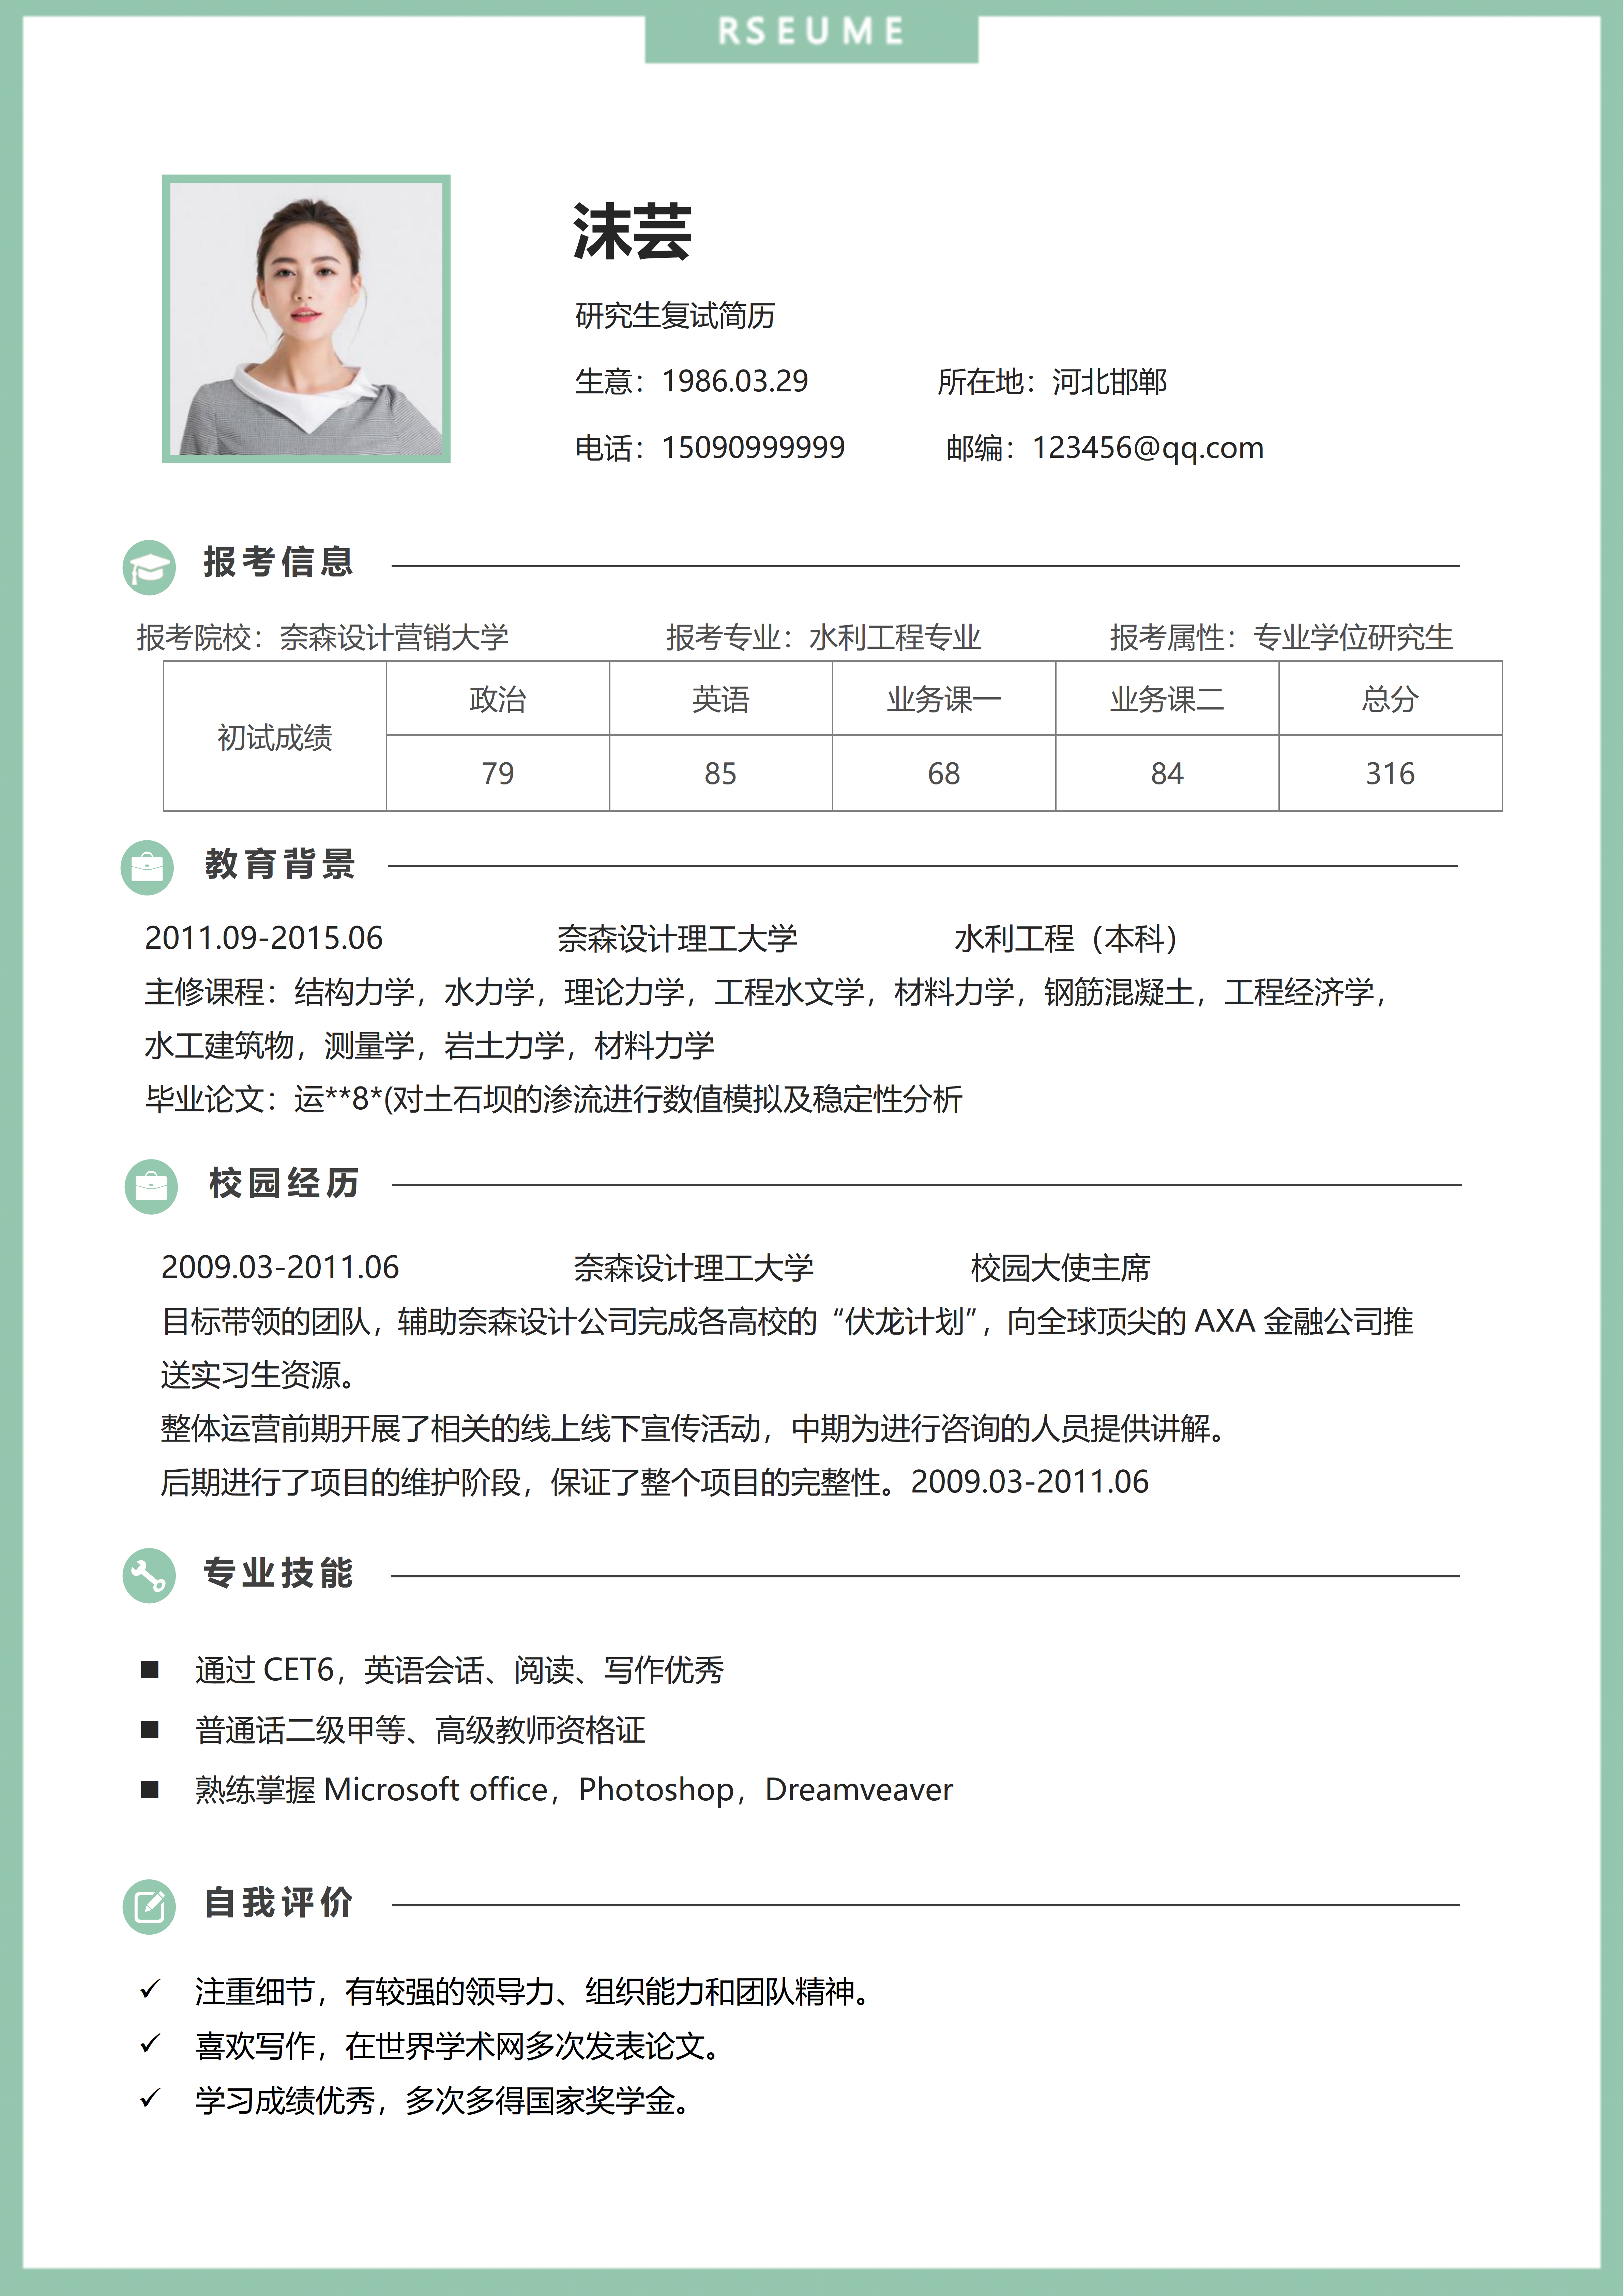 RSEUME
沫芸
研究生复试简历
生意：1986.03.29 所在地：河北邯郸
电话：15090999999 邮编：123456@qq.com
报考信息
报考院校：奈森设计营销大学 报考专业：水利工程专业 报考属性：专业学位研究生
初试成绩 政治 英语 业务课一 业务课二 总分
79 85 68 84 316
教育背景
2011.09-2015.06 奈森设计理工大学 水利工程（本科）
主修课程：结构力学，水力学，理论力学，工程水文学，材料力学，钢筋混凝土，工程经济学，
水工建筑物，测量学，岩土力学，材料力学
毕业论文：运**8*(对土石坝的渗流进行数值模拟及稳定性分析
校园经历
2009.03-2011.06 奈森设计理工大学 校园大使主席
目标带领的团队，辅助奈森设计公司完成各高校的“伏龙计划”，向全球顶尖的 AXA 金融公司推
送实习生资源。
整体运营前期开展了相关的线上线下宣传活动，中期为进行咨询的人员提供讲解。
后期进行了项目的维护阶段，保证了整个项目的完整性。2009.03-2011.06
专业技能
■ 通过 CET6，英语会话、阅读、写作优秀
■ 普通话二级甲等、高级教师资格证
■ 熟练掌握 Microsoft office，Photoshop，Dreamveaver
自我评价
✓ 注重细节，有较强的领导力、组织能力和团队精神。
✓ 喜欢写作，在世界学术网多次发表论文。
✓ 学习成绩优秀，多次多得国家奖学金。